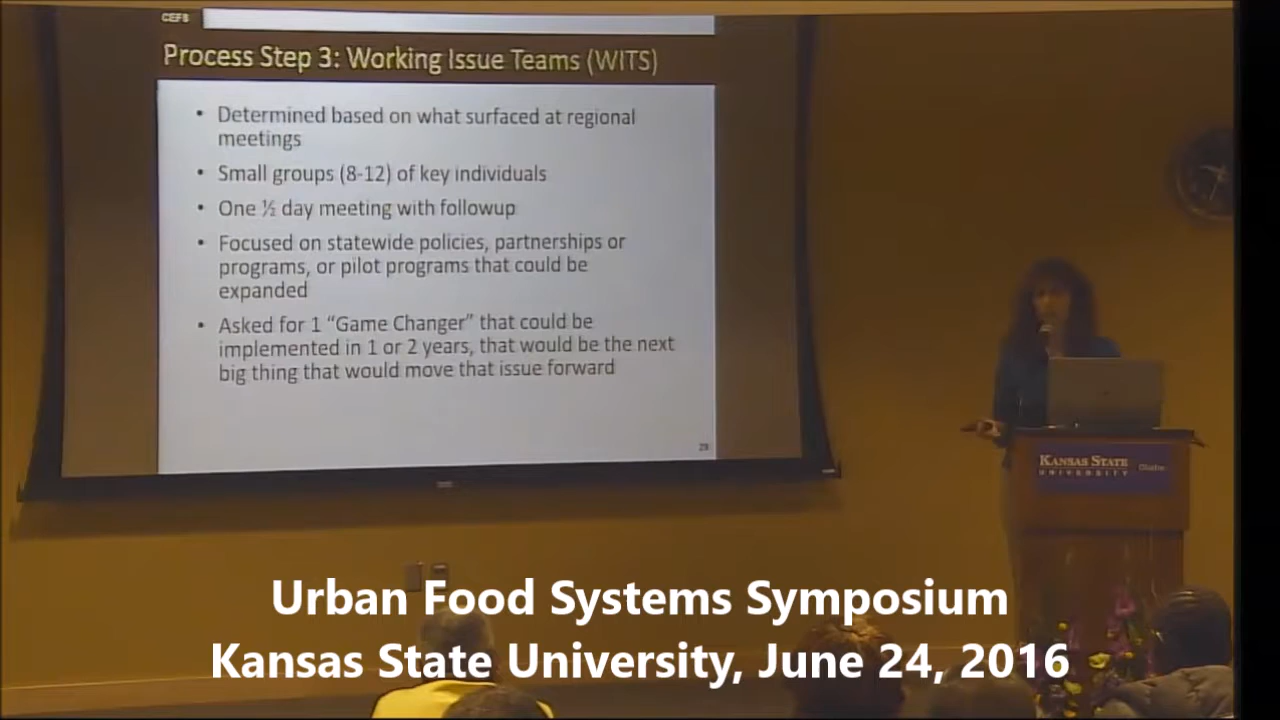 CEFS
Process Step 3: Working Issue Teams (WITS)
• Determined based on what surfaced at regional
meetings
• Small groups (8-12) of key individuals
• One ½ day meeting with followup
• Focused on statewide policies, partnerships or
programs, or pilot programs that could be
expanded
• Asked for 1 “Game Changer” that could be
implemented in 1 or 2 years, that would be the next
big thing that would move that issue forward
29
KANSAS STATE
UNIVERSITY
Olathe
Urban Food Systems Symposium
Kansas State University, June 24, 2016